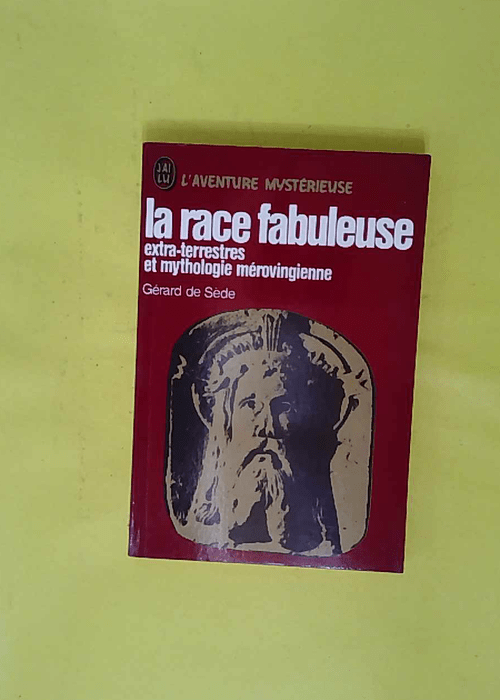 J'AI
LU
L'AVENTURE MYSTÉRIEUSE
la race fabuleuse
extra-terrestres
et mythologie mérovingienne
Gérard de Sède